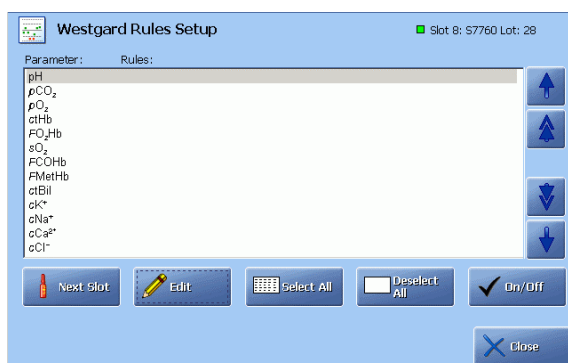 Westgard Rules Setup
Slot 8: S7760 Lot: 28
Parameter: Rules:
pH
pCO₂
pO₂
ctHb
FO₂Hb
sO₂
FCOHb
FMetHb
ctBil
cK⁺
cNa⁺
cCa²⁺
cCl⁻
Next Slot
Edit
Select All
Deselect
All
On/Off
Close